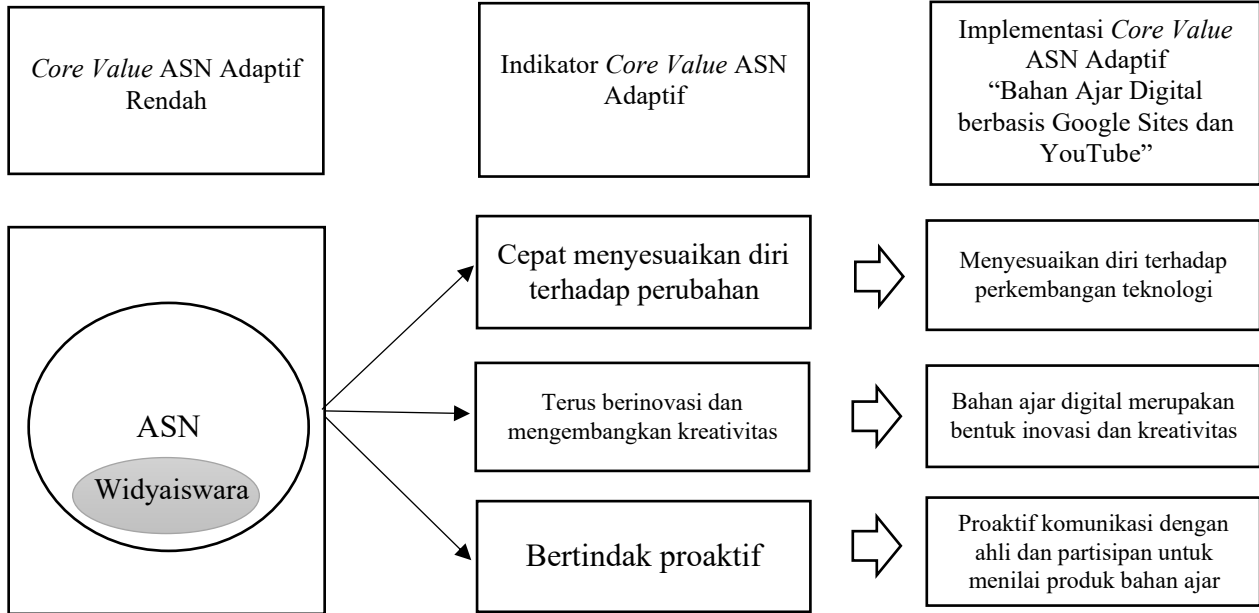 Core Value ASN Adaptif
Rendah
Indikator Core Value ASN
Adaptif
Implementasi Core Value
ASN Adaptif
“Bahan Ajar Digital
berbasis Google Sites dan
YouTube”
ASN
Widyaiswara
Cepat menyesuaikan diri
terhadap perubahan
Menyesuaikan diri terhadap
perkembangan teknologi
Terus berinovasi dan
mengembangkan kreativitas
Bahan ajar digital merupakan
bentuk inovasi dan kreativitas
Bertindak proaktif
Proaktif komunikasi dengan
ahli dan partisipan untuk
menilai produk bahan ajar